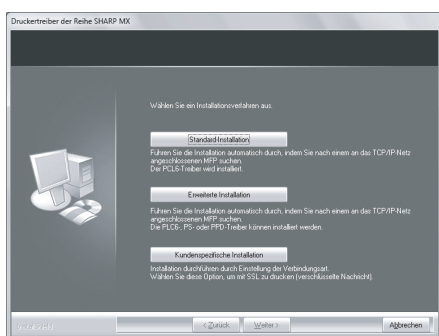 Druckertreiber der Reihe SHARP MX
Wählen Sie ein Installationsverfahren aus.
Standard-Installation
Führen Sie die Installation automatisch durch, indem Sie nach einem an das TCP/IP-Netz
angeschlossenen MFP suchen.
Der PCL6-Treiber wird installiert.
Erweiterte Installation
Führen Sie die Installation automatisch durch, indem Sie nach einem an das TCP/IP-Netz
angeschlossenen MFP suchen.
Die PLC6-, PS- oder PPD-Treiber können installiert werden.
Kundenspezifische Installation
Installation durchführen durch Einstellung der Verbindungsart.
Wählen Sie diese Option, um mit SSL zu drucken (verschlüsselte Nachricht).
InstallShield
< Zurück
Weiter >
Abbrechen